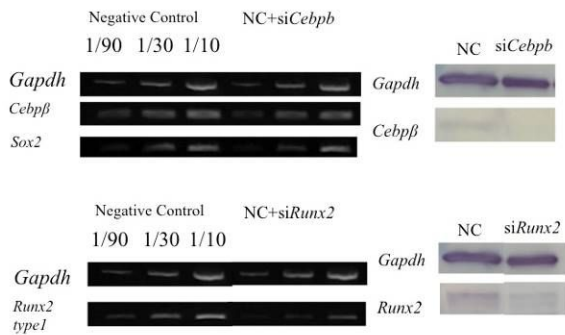 Negative Control NC+siCebpb
1/90 1/30 1/10
Gapdh
Cebpβ
Sox2
NC siCebpb
Gapdh
Cebpβ
Negative Control NC+siRunx2
1/90 1/30 1/10
Gapdh
Runx2
type1
NC siRunx2
Gapdh
Runx2